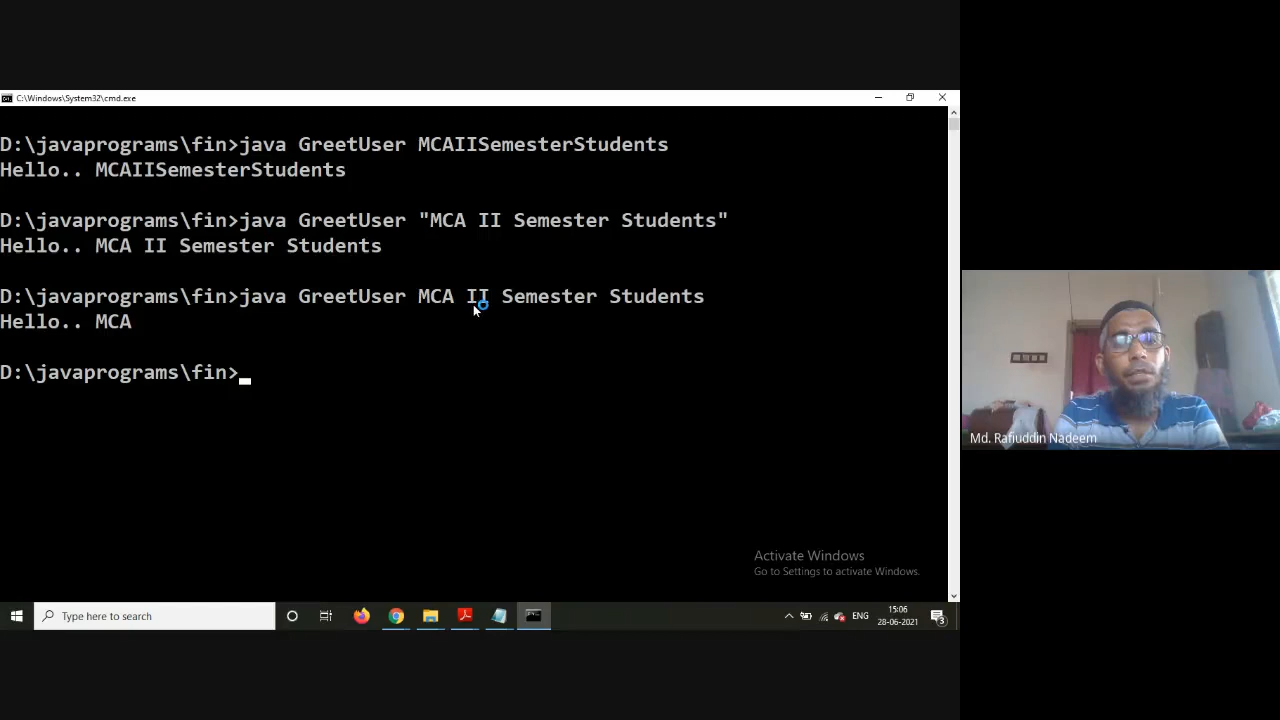 C:\Windows\System32\cmd.exe
D:\javaprograms\fin>java GreetUser MCAIISemesterStudents
Hello.. MCAIISemesterStudents
D:\javaprograms\fin>java GreetUser "MCA II Semester Students"
Hello.. MCA II Semester Students
D:\javaprograms\fin>java GreetUser MCA II Semester Students
Hello.. MCA
D:\javaprograms\fin>
Md. Rafiuddin Nadeem
Activate Windows
Go to Settings to activate Windows.
Type here to search
ENG
15:06
28-06-2021
3